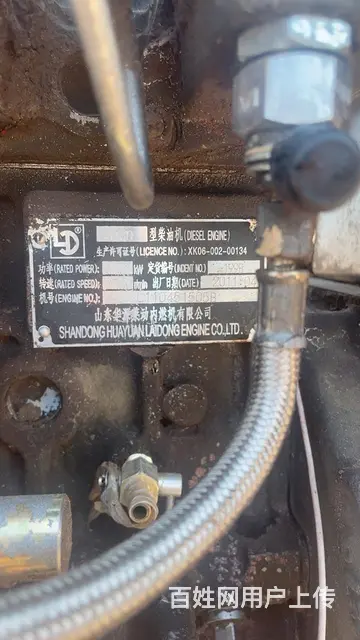 LD
型柴油机(DIESEL ENGINE)
生产许可证号(LICENCE NO.): XK06-002-00134
功率(RATED POWER) kW 定货编号(INDENT NO.)
转速(RATED SPEED) r/min 出厂日期(DATE)
机号(ENGINE NO.)
山东华源莱动内燃机有限公司
SHANDONG HUAYUAN LAIDONG ENGINE CO.,LTD.
百姓网用户上传